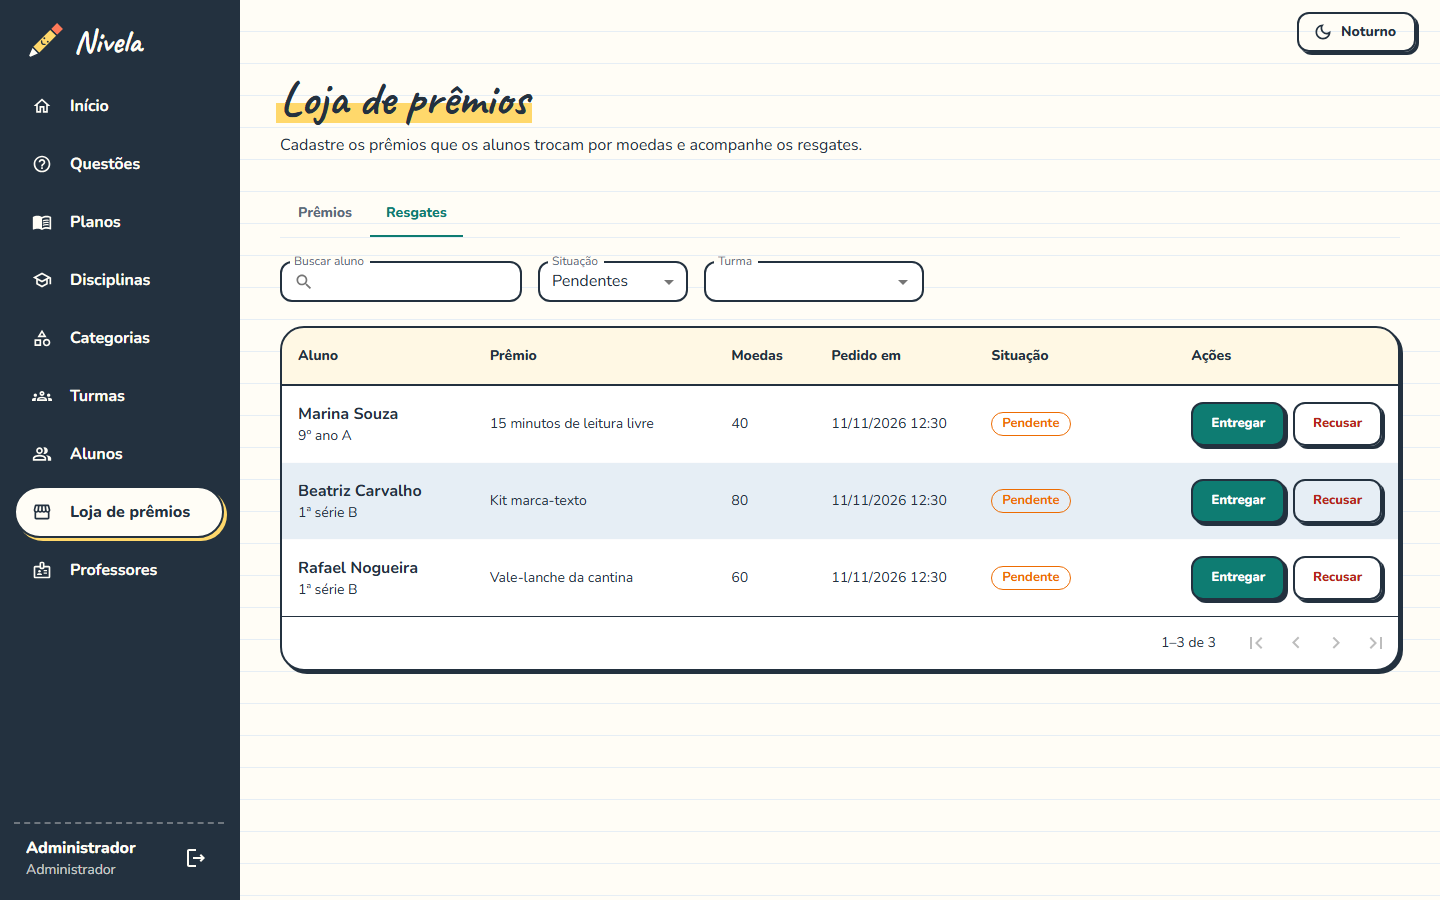 Nivela
Noturno
Início
Questões
Planos
Disciplinas
Categorias
Turmas
Alunos
Loja de prêmios
Professores
Administrador
Administrador
Loja de prêmios
Cadastre os prêmios que os alunos trocam por moedas e acompanhe os resgates.
Prêmios Resgates
Buscar aluno Situação Turma
Pendentes
Aluno Prêmio Moedas Pedido em Situação Ações
Marina Souza
9º ano A
15 minutos de leitura livre 40 11/11/2026 12:30 Pendente Entregar Recusar
Beatriz Carvalho
1ª série B
Kit marca-texto 80 11/11/2026 12:30 Pendente Entregar Recusar
Rafael Nogueira
1ª série B
Vale-lanche da cantina 60 11/11/2026 12:30 Pendente Entregar Recusar
1–3 de 3